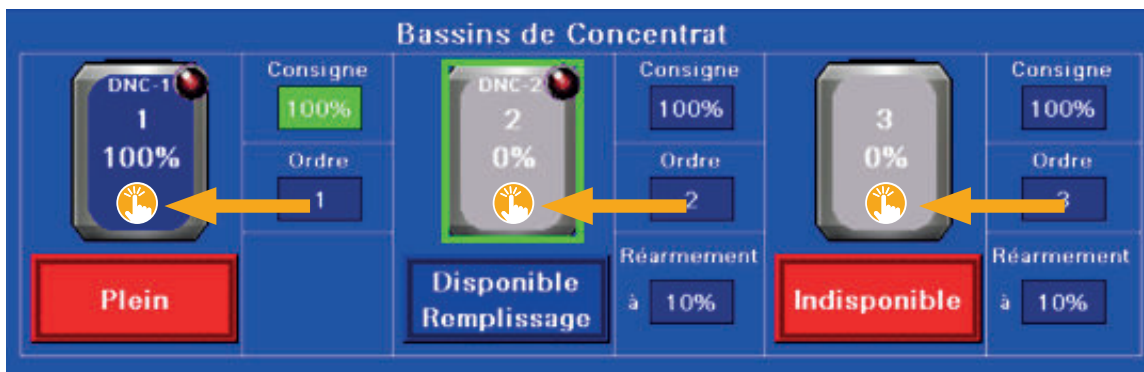 Bassins de Concentrat
DNC-1
1
100%
Consigne
100%
Ordre
1
Plein
DNC-2
2
0%
Consigne
100%
Ordre
2
Disponible
Remplissage
Réarmement
à 10%
3
0%
Consigne
100%
Ordre
3
Indisponible
Réarmement
à 10%